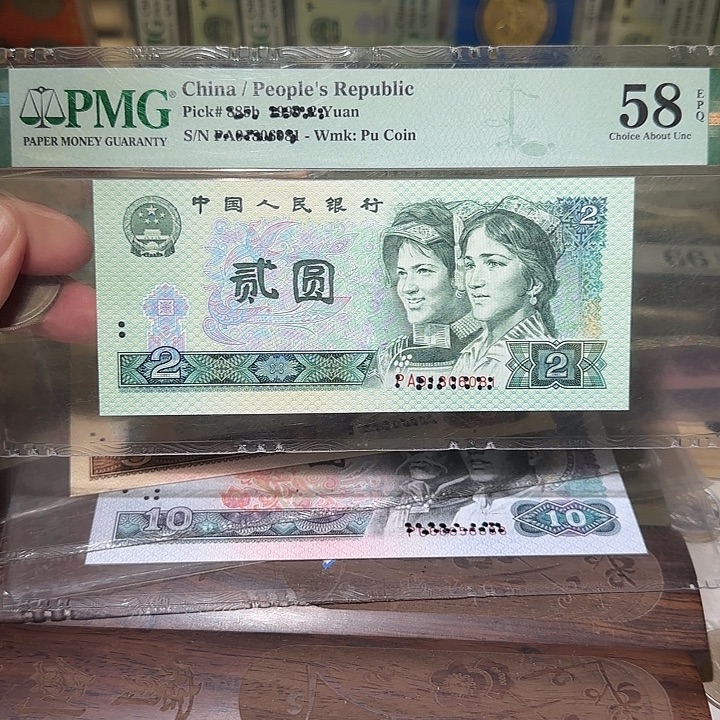 PMG®
PAPER MONEY GUARANTY
China / People's Republic
Pick# Yuan
S/N - Wmk: Pu Coin
58
EPQ
Choice About Unc
中国人民银行
2
贰圆
2
2
10
10